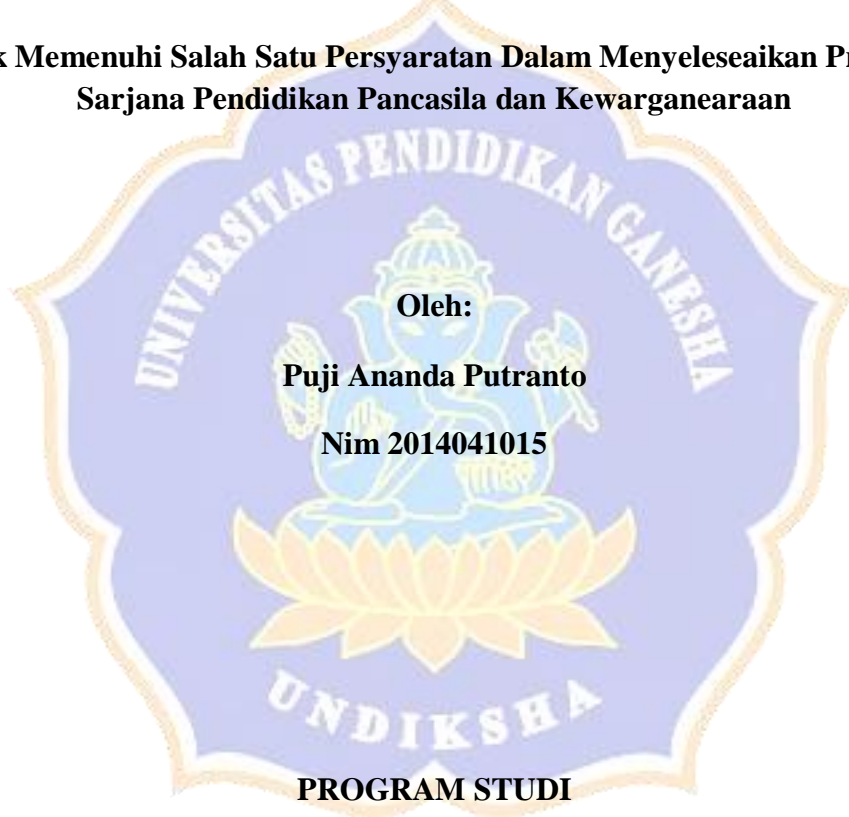 Memenuhi Salah Satu Persyaratan Dalam Menyeleseaikan
Sarjana Pendidikan Pancasila dan Kewarganearaan
UNIVERSITAS PENDIDIKAN GANESHA
Oleh:
Puji Ananda Putranto
Nim 2014041015
UNDIKSHA
PROGRAM STUDI